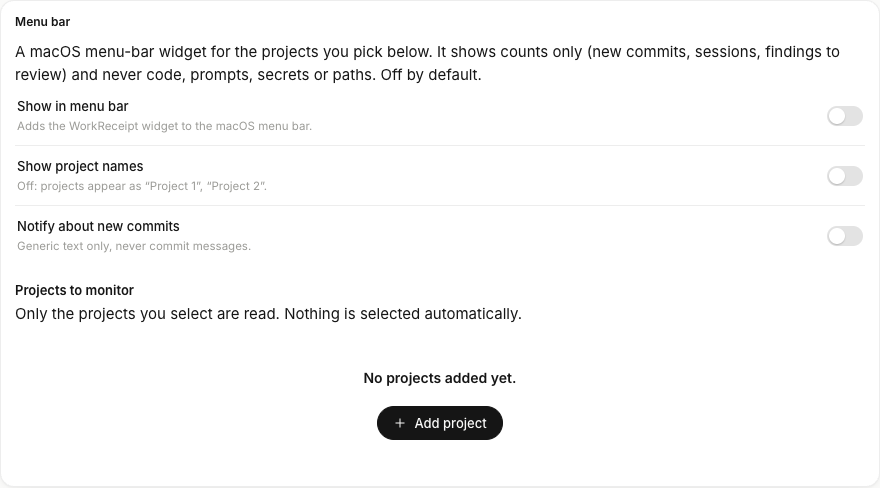 Menu bar
A macOS menu-bar widget for the projects you pick below. It shows counts only (new commits, sessions, findings to
review) and never code, prompts, secrets or paths. Off by default.
Show in menu bar
Adds the WorkReceipt widget to the macOS menu bar.
Show project names
Off: projects appear as “Project 1”, “Project 2”.
Notify about new commits
Generic text only, never commit messages.
Projects to monitor
Only the projects you select are read. Nothing is selected automatically.
No projects added yet.
+ Add project